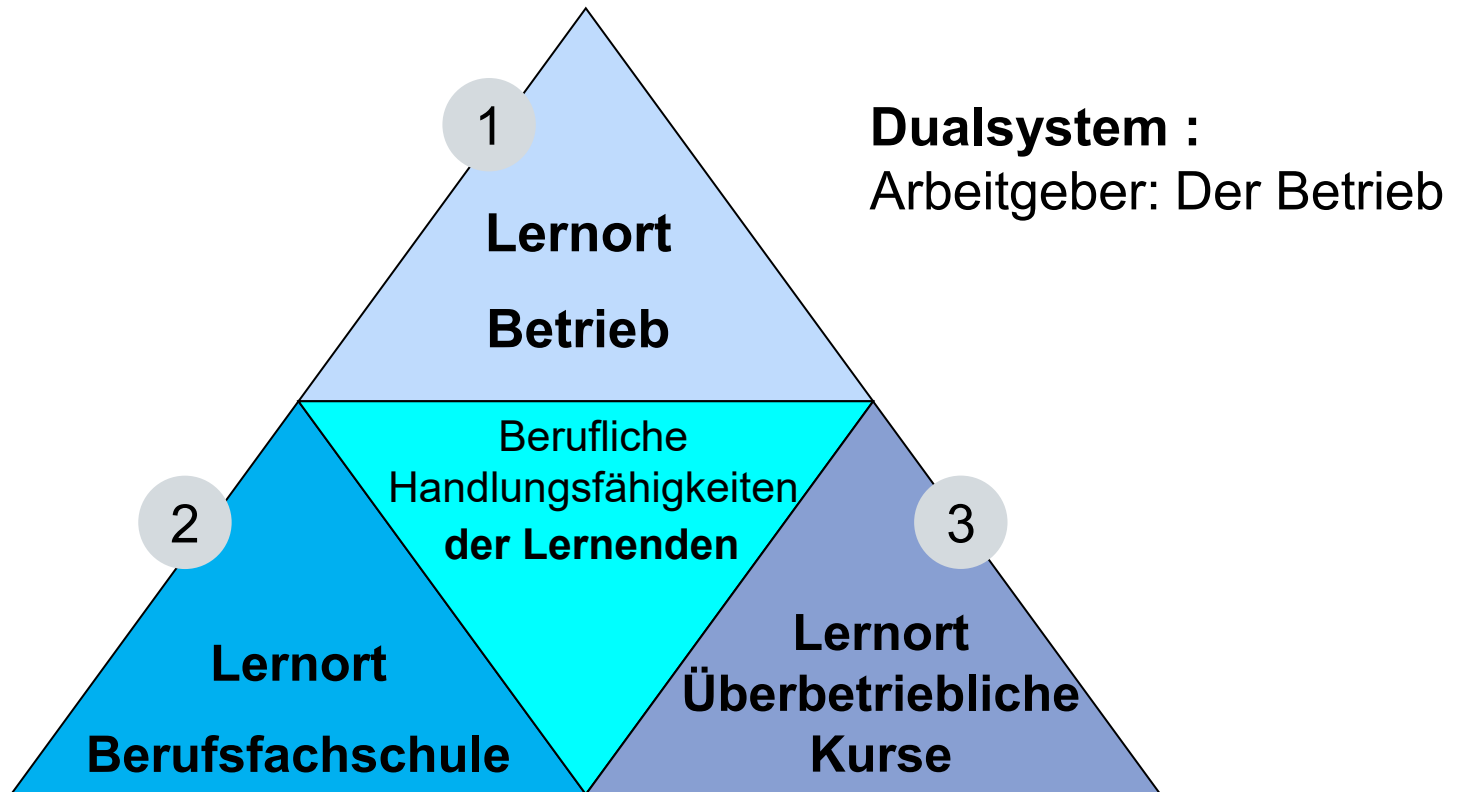 1
Dualsystem :
Arbeitgeber: Der Betrieb
Lernort
Betrieb
Berufliche
Handlungsfähigkeiten
der Lernenden
2
3
Lernort
Berufsfachschule
Lernort
Überbetriebliche
Kurse